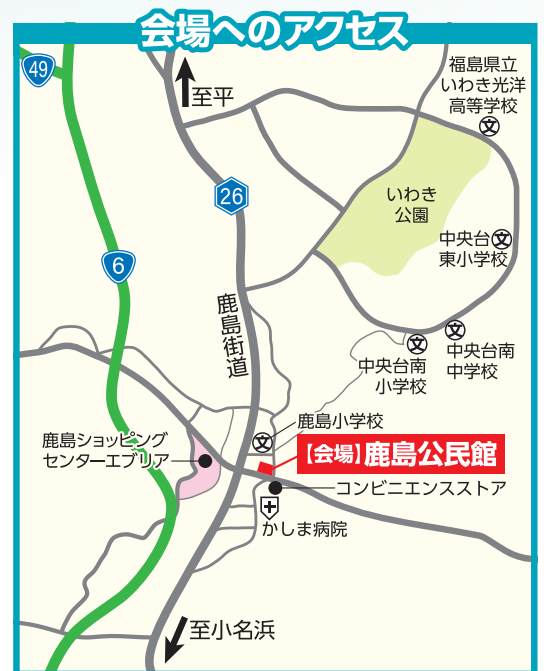 会場へのアクセス
49
至平
福島県立
いわき光洋
高等学校
文
26
いわき
公園
中央台
東小学校
文
6
鹿島街道
文
文
中央台南
小学校
中央台南
中学校
鹿島小学校
文
鹿島ショッピング
センターエブリア
【会場】鹿島公民館
コンビニエンスストア
かしま病院
至小名浜